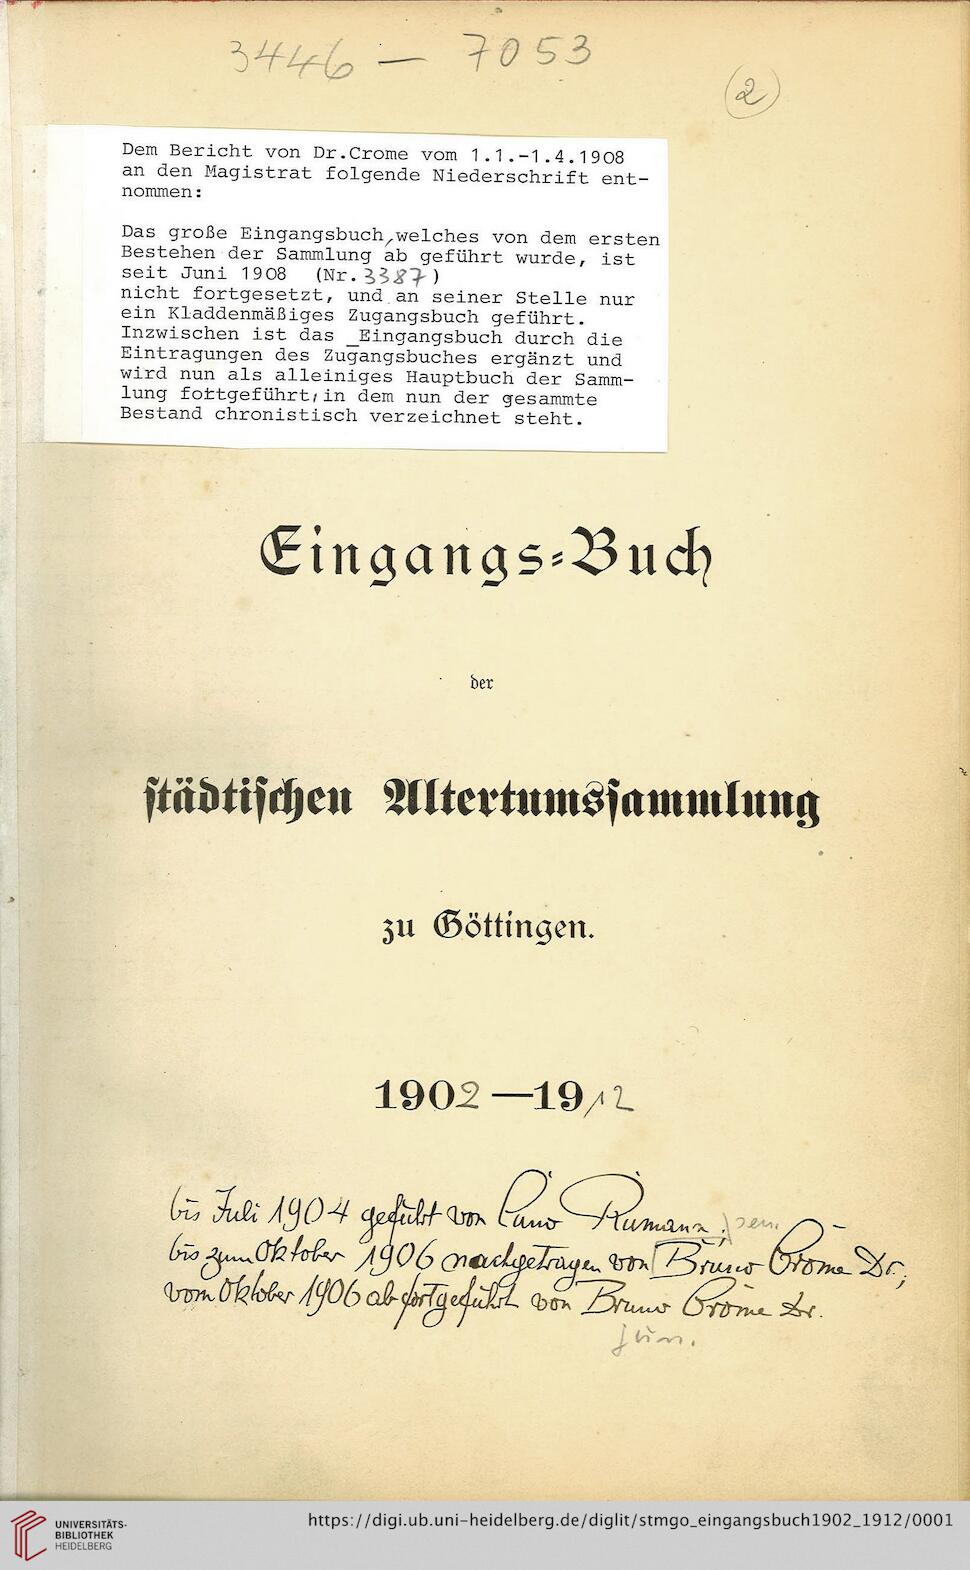 3446 — 7053
2
Dem Bericht von Dr.Crome vom 1.1.-1.4.1908
an den Magistrat folgende Niederschrift ent-
nommen:
Das große Eingangsbuch,welches von dem ersten
Bestehen der Sammlung ab geführt wurde, ist
seit Juni 1908 (Nr.3387)
nicht fortgesetzt, und an seiner Stelle nur
ein Kladdenmäßiges Zugangsbuch geführt.
Inzwischen ist das _Eingangsbuch durch die
Eintragungen des Zugangsbuches ergänzt und
wird nun als alleiniges Hauptbuch der Samm-
lung fortgeführt,in dem nun der gesammte
Bestand chronistisch verzeichnet steht.
Eingangs-Buch
der
städtischen Altertumssammlung
zu Göttingen.
1902—1912
bis Juli 1904 geführt von Cuno Rumann; sen.
bis zum Oktober 1906 nachgetragen von Bruno Crome Dr.;
vom Oktober 1906 ab fortgeführt von Bruno Crome Dr.
jun.
UNIVERSITÄTS-
BIBLIOTHEK
HEIDELBERG
https://digi.ub.uni-heidelberg.de/diglit/stmgo_eingangsbuch1902_1912/0001